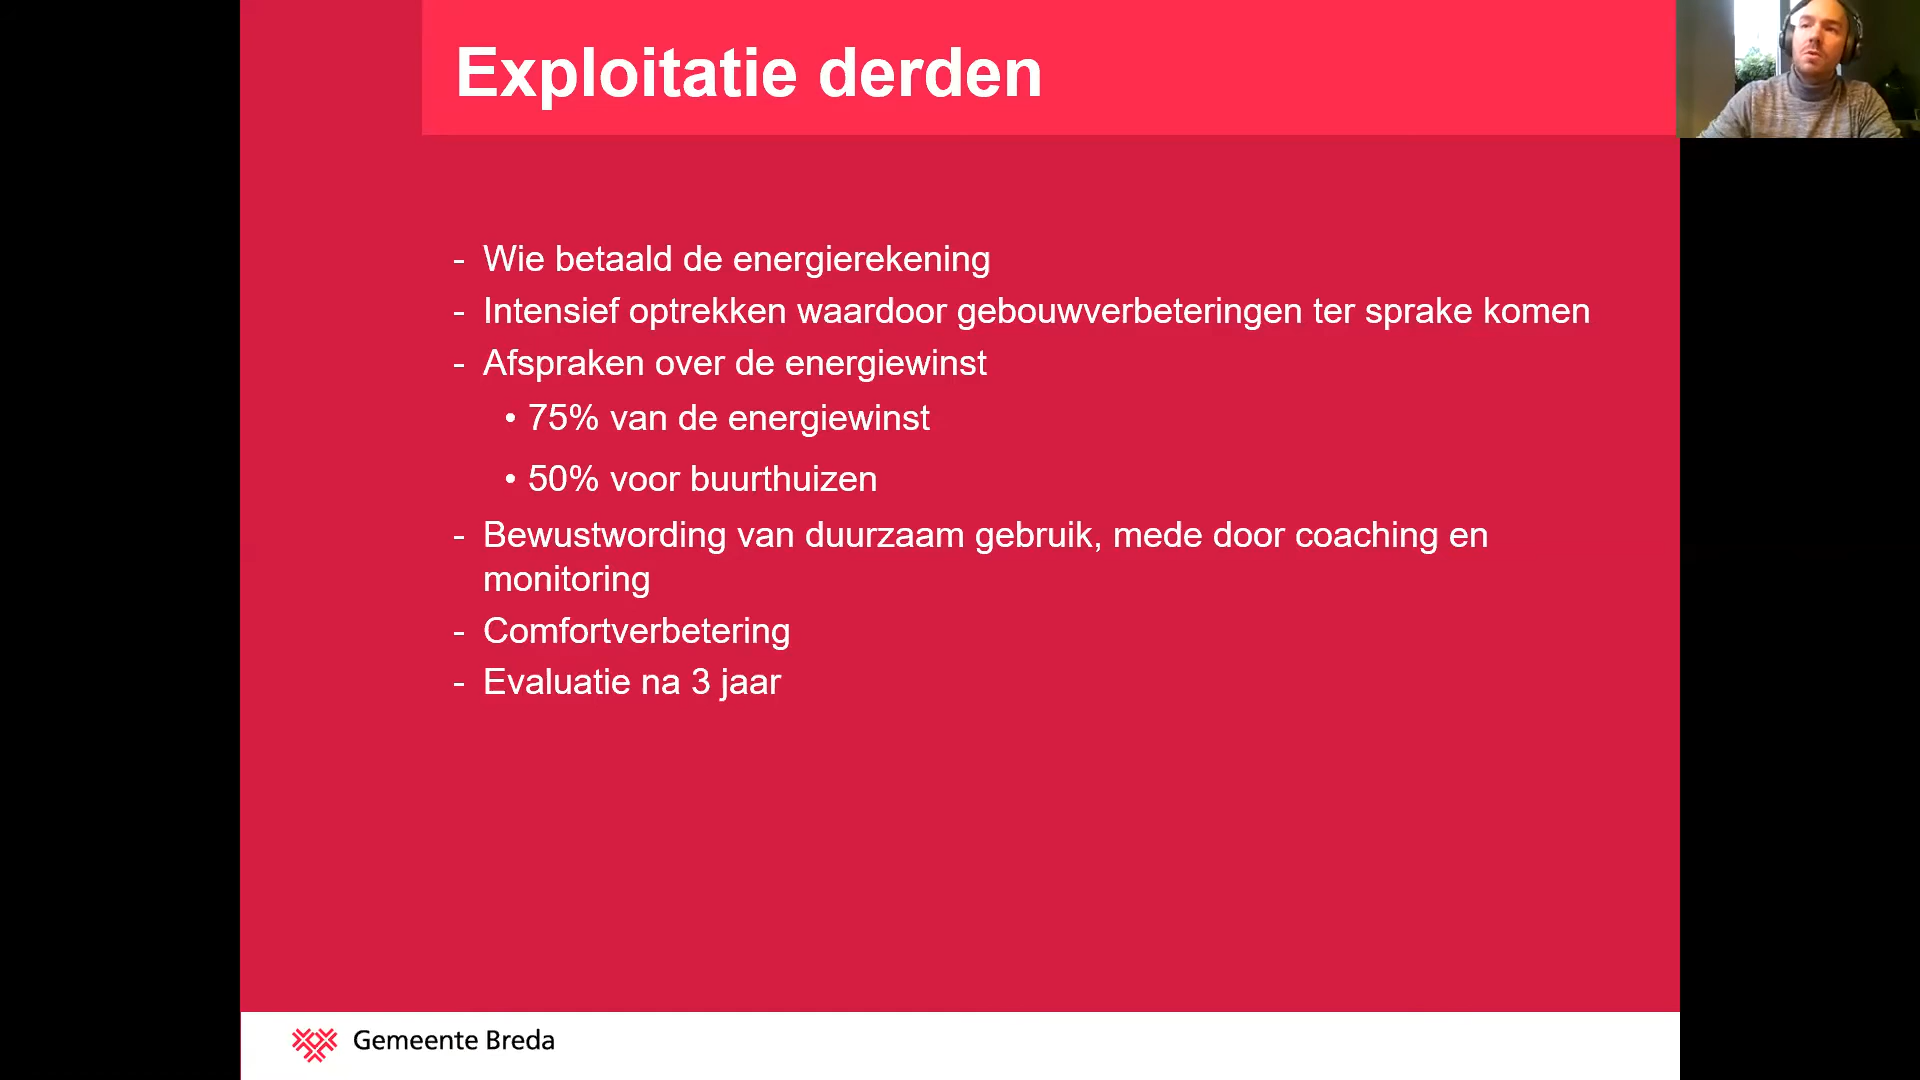 Exploitatie derden
- Wie betaald de energierekening
- Intensief optrekken waardoor gebouwverbeteringen ter sprake komen
- Afspraken over de energiewinst
• 75% van de energiewinst
• 50% voor buurthuizen
- Bewustwording van duurzaam gebruik, mede door coaching en
monitoring
- Comfortverbetering
- Evaluatie na 3 jaar
Gemeente Breda